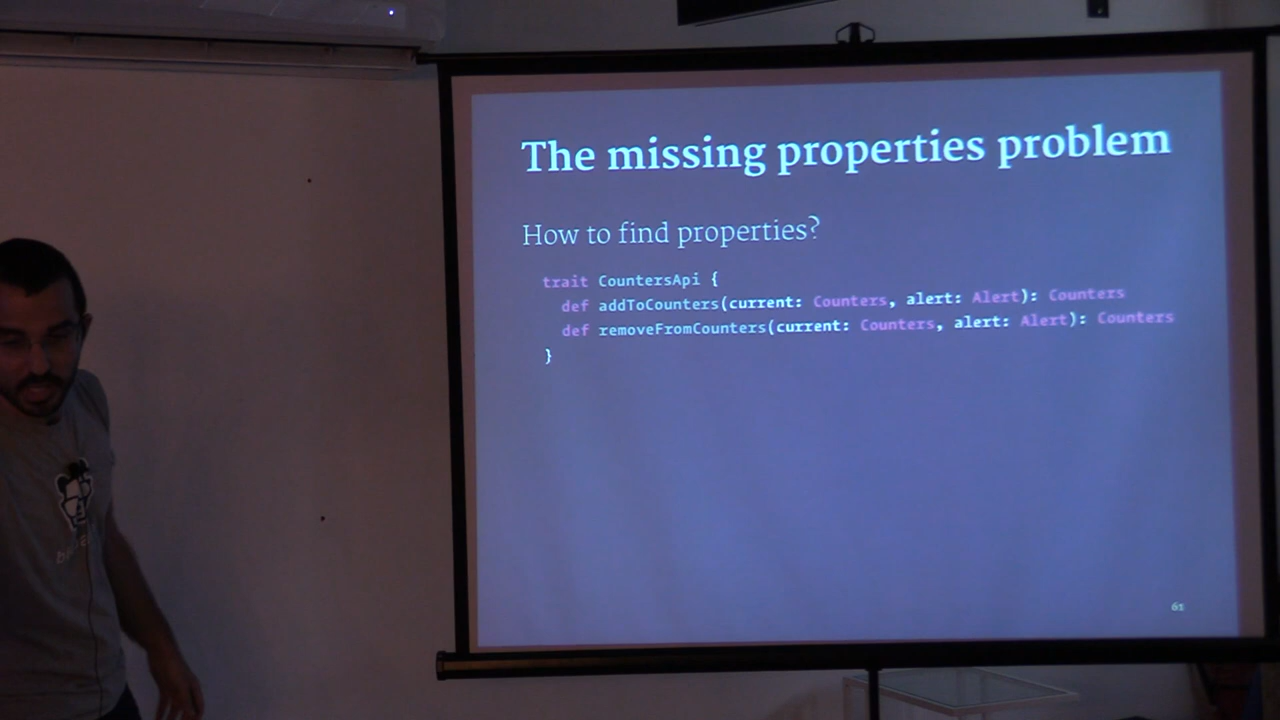 The missing properties problem
How to find properties?
trait CountersApi {
def addToCounters(current: Counters, alert: Alert): Counters
def removeFromCounters(current: Counters, alert: Alert): Counters
}
61